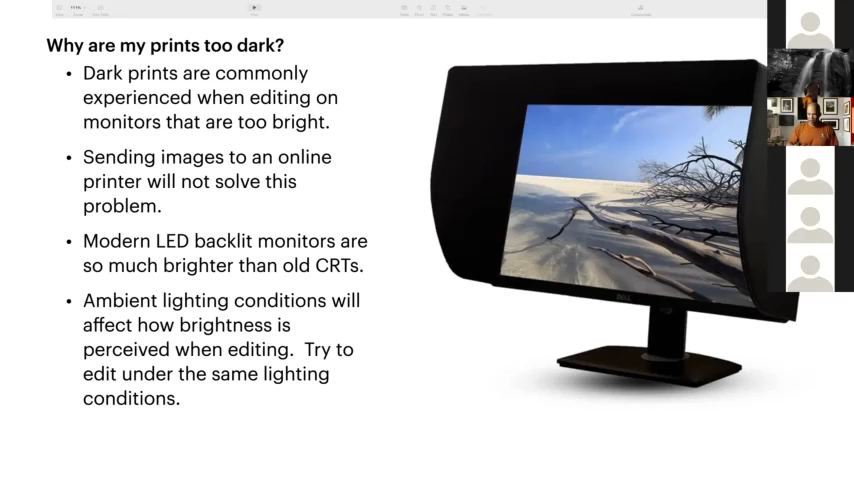 Why are my prints too dark?
• Dark prints are commonly
experienced when editing on
monitors that are too bright.
• Sending images to an online
printer will not solve this
problem.
• Modern LED backlit monitors are
so much brighter than old CRTs.
• Ambient lighting conditions will
affect how brightness is
perceived when editing.  Try to
edit under the same lighting
conditions.
DELL